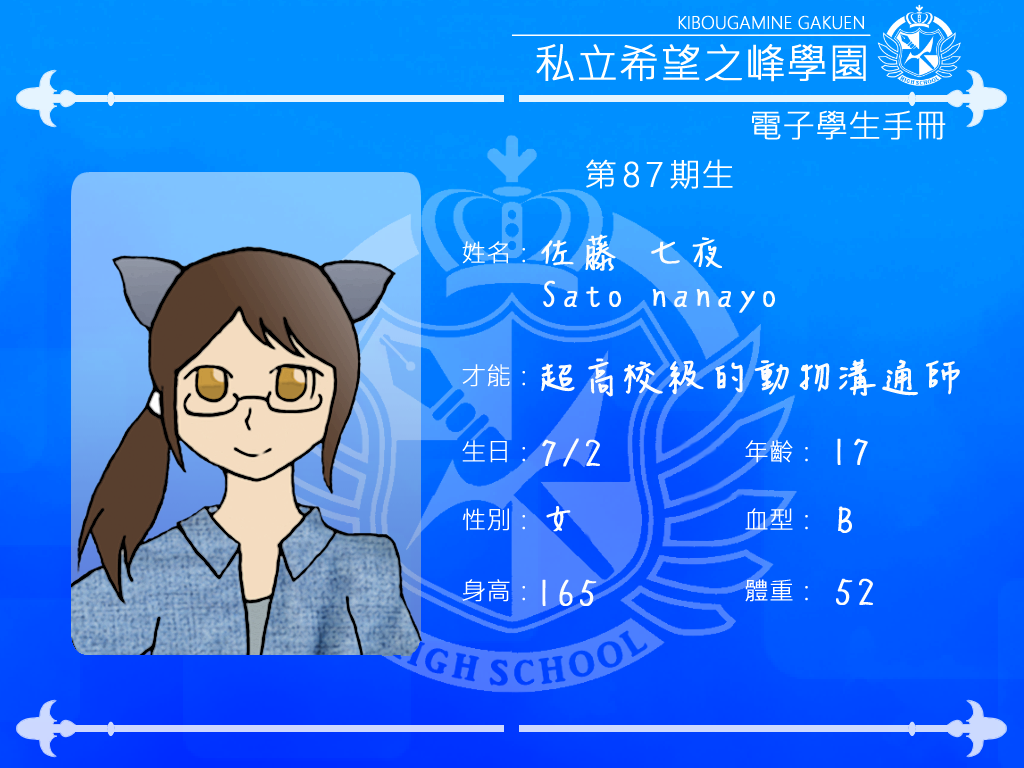 KIBOUGAMINE GAKUEN
私立希望之峰學園
HIGH SCHOOL
電子學生手冊
第87期生
姓名：佐藤 七夜
Sato nanayo
才能：超高校級的動物溝通師
生日：7/2 年齡：17
性別：女 血型：B
身高：165 體重：52
HIGH SCHOOL